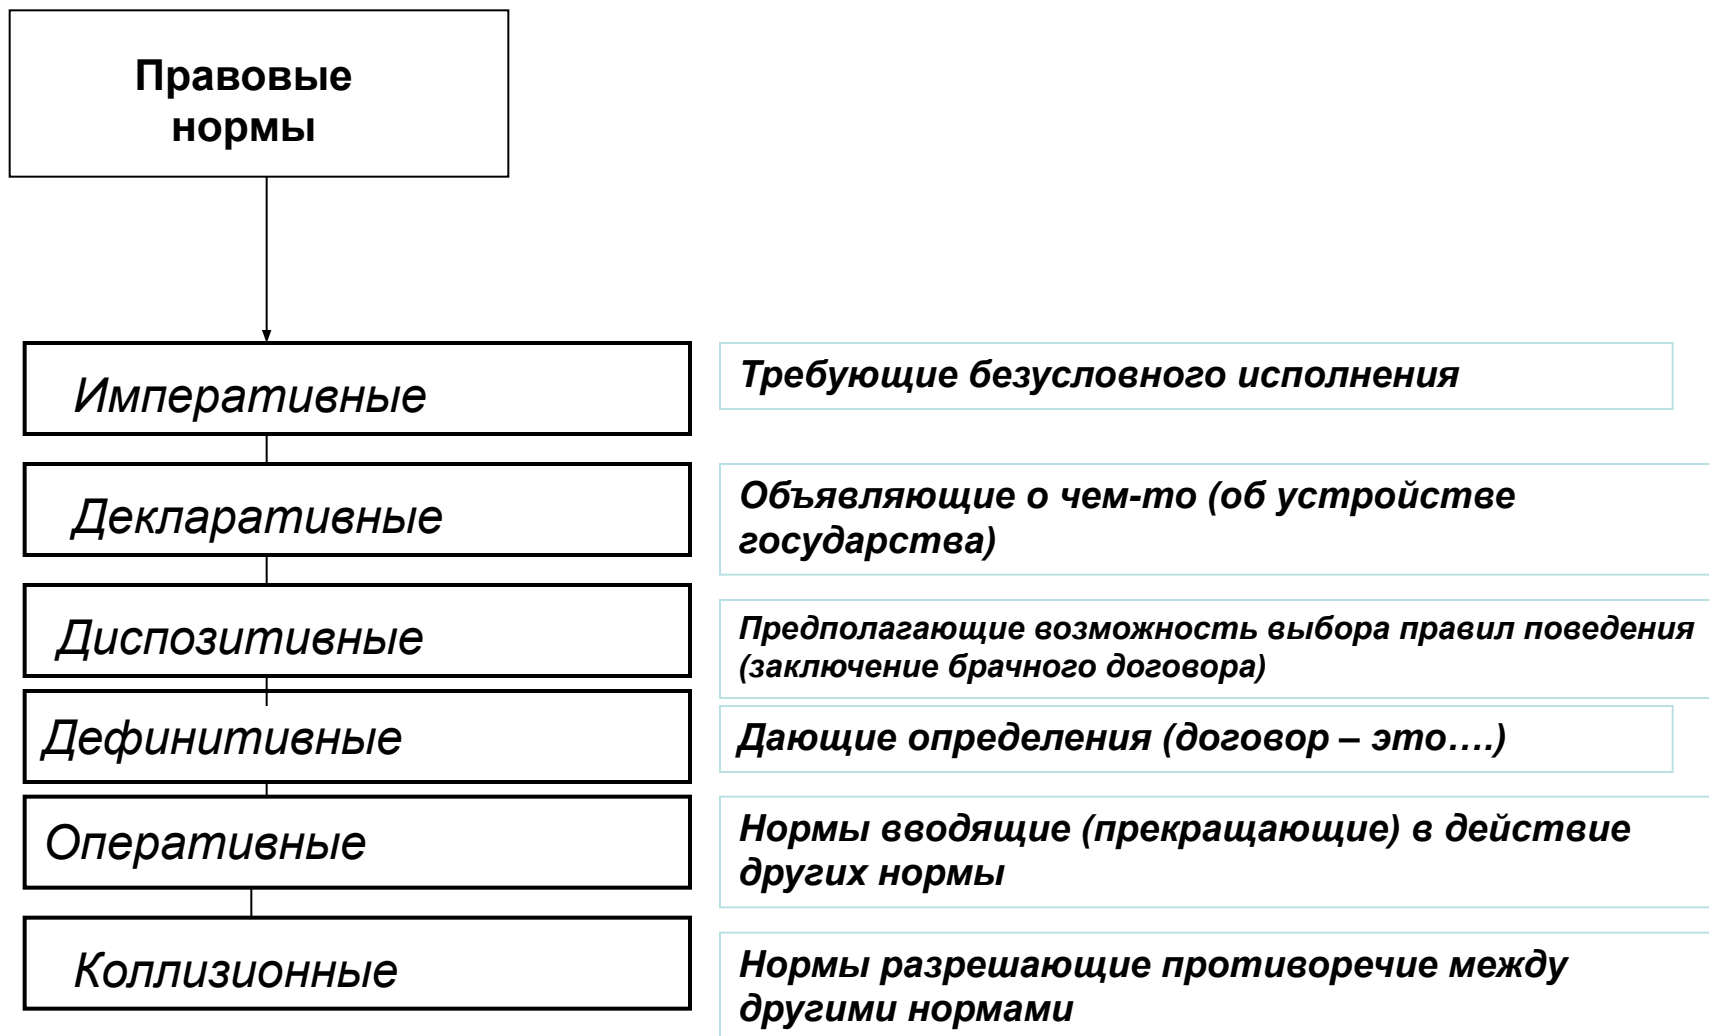 Правовые
нормы
Императивные
Требующие безусловного исполнения
Декларативные
Объявляющие о чем-то (об устройстве
государства)
Диспозитивные
Предполагающие возможность выбора правил поведения
(заключение брачного договора)
Дефинитивные
Дающие определения (договор – это….)
Оперативные
Нормы вводящие (прекращающие) в действие
других нормы
Коллизионные
Нормы разрешающие противоречие между
другими нормами